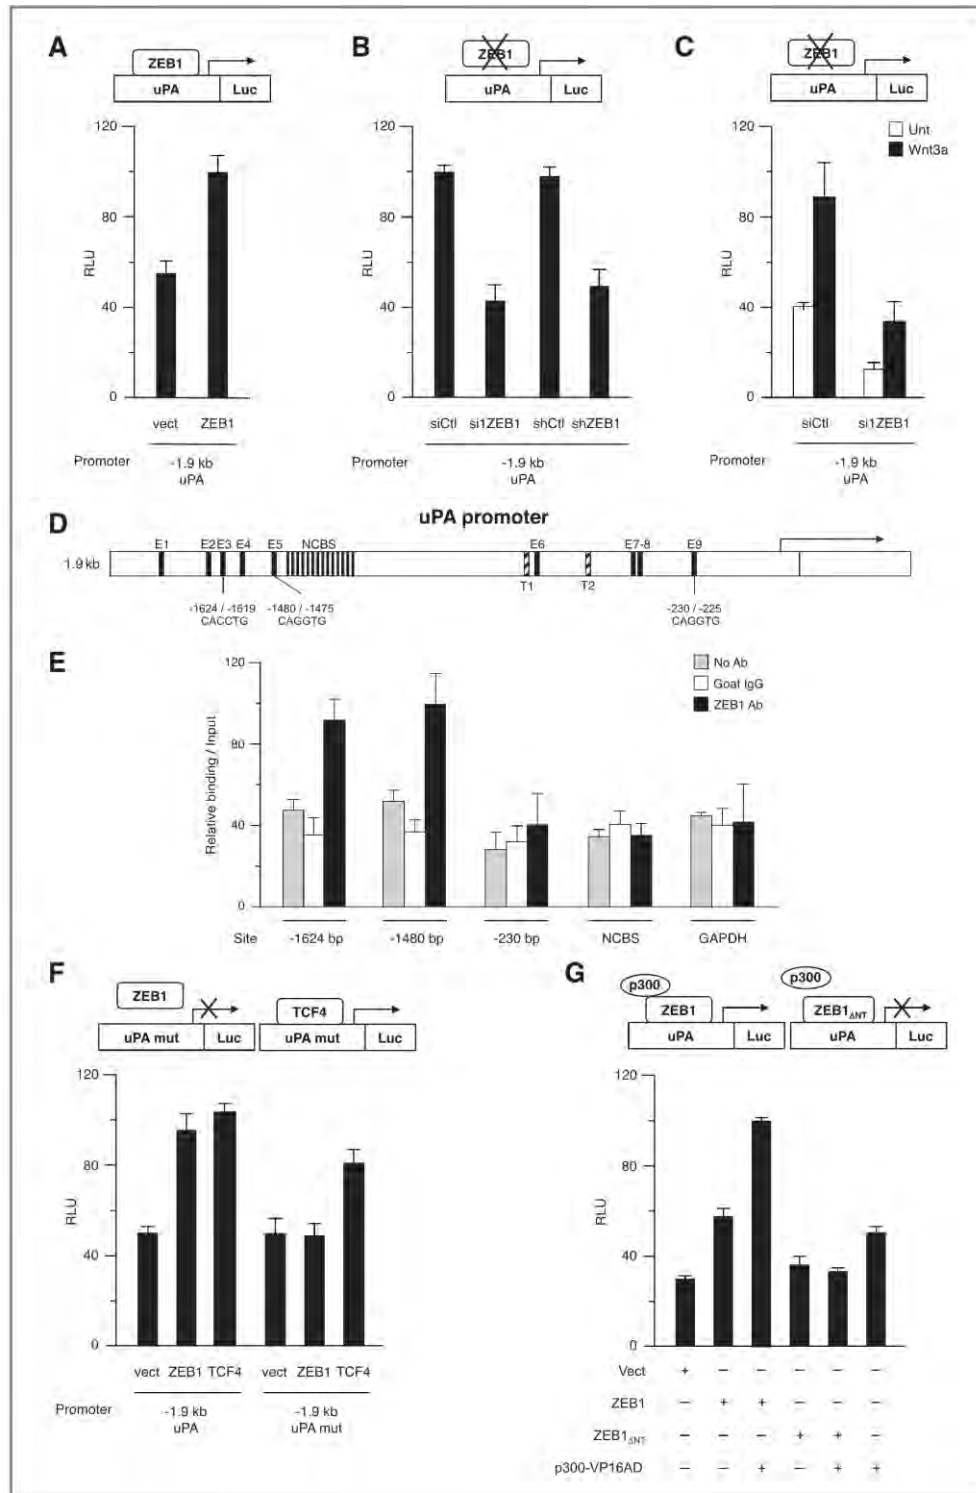 A
ZEB1
uPA Luc
120
80
40
0
RLU
vect ZEB1
Promoter -1.9 kb
uPA
B
ZEB1
uPA Luc
120
80
40
0
RLU
siCtl si1ZEB1 shCtl shZEB1
Promoter -1.9 kb
uPA
C
ZEB1
uPA Luc
Unt
Wnt3a
120
80
40
0
RLU
siCtl si1ZEB1
Promoter -1.9 kb
uPA
D
uPA promoter
E1 E2 E3 E4 E5 NCBS E6 E7-8 E9
1.9 kb
T1 T2
-1624 / -1619 -1480 / -1475 -230 / -225
CACCTG CAGGTG CAGGTG
E
No Ab
Goat IgG
ZEB1 Ab
120
80
40
0
Relative binding / Input
Site -1624 bp -1480 bp -230 bp NCBS GAPDH
F
ZEB1 TCF4
uPA mut Luc uPA mut Luc
120
80
40
0
RLU
vect ZEB1 TCF4 vect ZEB1 TCF4
Promoter -1.9 kb -1.9 kb
uPA uPA mut
G
p300 p300
ZEB1 ZEB1ΔNT
uPA Luc uPA Luc
120
80
40
0
RLU
Vect + – – – – –
ZEB1 – + + – – –
ZEB1ΔNT – – – + + –
p300-VP16AD – – + – + +